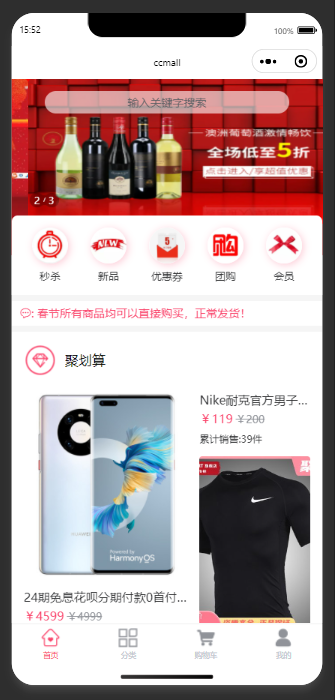 15:52
100%
ccmall
输入关键字搜索
澳洲葡萄酒激情畅饮
全场低至5折
点击进入/享超值优惠
2 / 3
NEW
5
购
秒杀
新品
优惠券
团购
会员
: 春节所有商品均可以直接购买，正常发货！
聚划算
Nike耐克官方男子...
￥119 ￥200
累计销售:39件
HUAWEI
Powered by
HarmonyOS
24期免息花呗分期付款0首付...
￥4599 ￥4999
首页
分类
购物车
我的